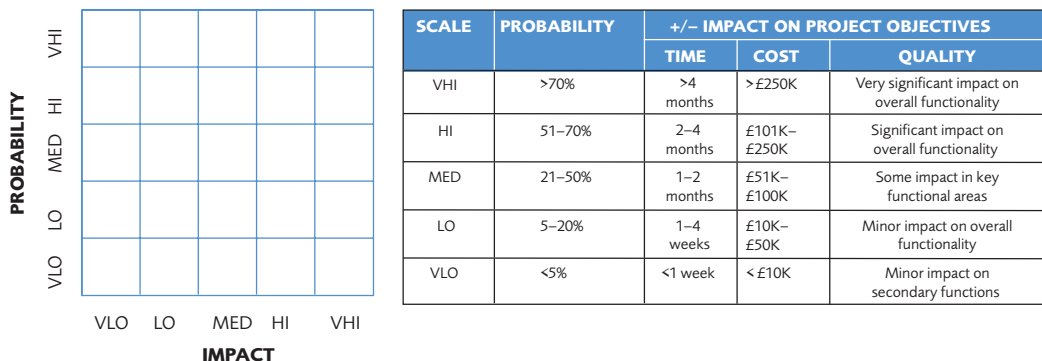 PROBABILITY
VHI
HI
MED
LO
VLO
VLO LO MED HI VHI
IMPACT
SCALE PROBABILITY +/– IMPACT ON PROJECT OBJECTIVES
TIME COST QUALITY
VHI >70% >4 >£250K Very significant impact on
months overall functionality
HI 51–70% 2–4 £101K– Significant impact on
months £250K overall functionality
MED 21–50% 1–2 £51K– Some impact in key
months £100K functional areas
LO 5–20% 1–4 £10K– Minor impact on overall
weeks £50K functionality
VLO <5% <1 week <£10K Minor impact on
secondary functions